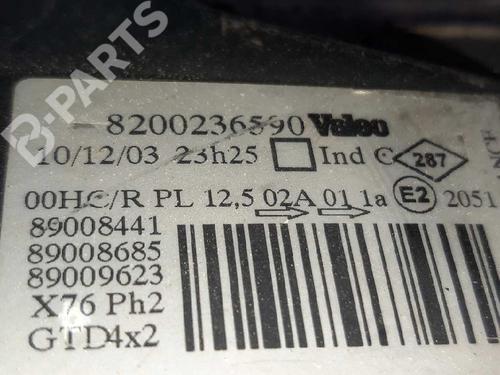 B-PARTS
8200236590 Valeo
10/12/03 23h25 Ind C 287
00HC/R PL 12,5 02A 01 1a E2 2051
89008441
89008685
89009623
X76 Ph2
GTD4x2